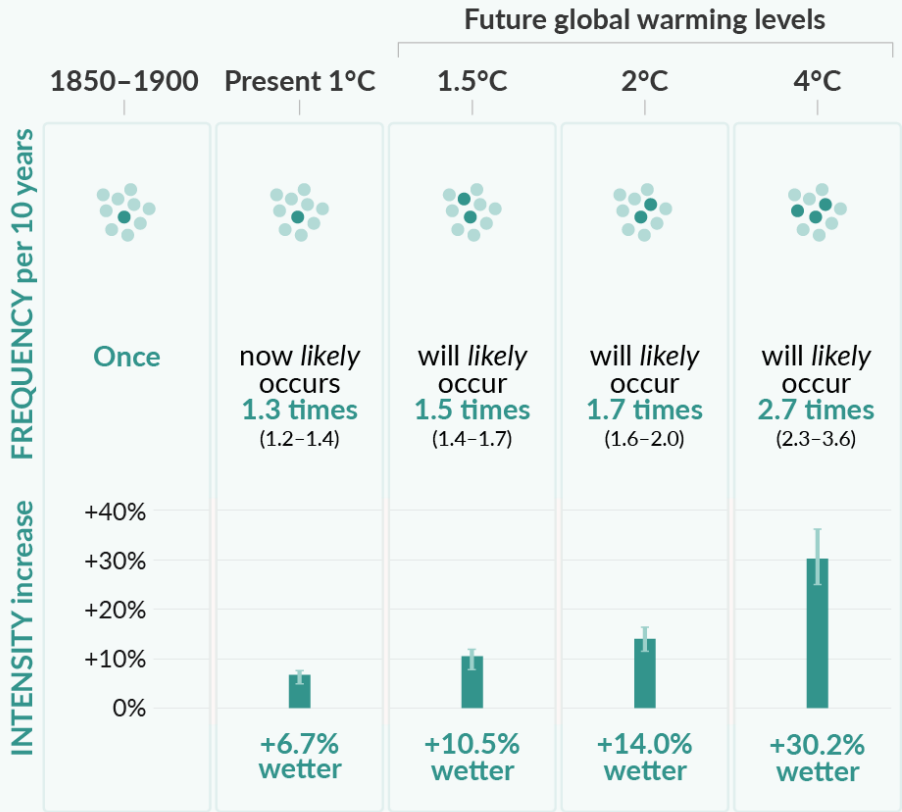 Future global warming levels
1850–1900 Present 1°C 1.5°C 2°C 4°C
FREQUENCY per 10 years
Once
now likely
occurs
1.3 times
(1.2–1.4)
will likely
occur
1.5 times
(1.4–1.7)
will likely
occur
1.7 times
(1.6–2.0)
will likely
occur
2.7 times
(2.3–3.6)
INTENSITY increase
+40%
+30%
+20%
+10%
0%
+6.7%
wetter
+10.5%
wetter
+14.0%
wetter
+30.2%
wetter